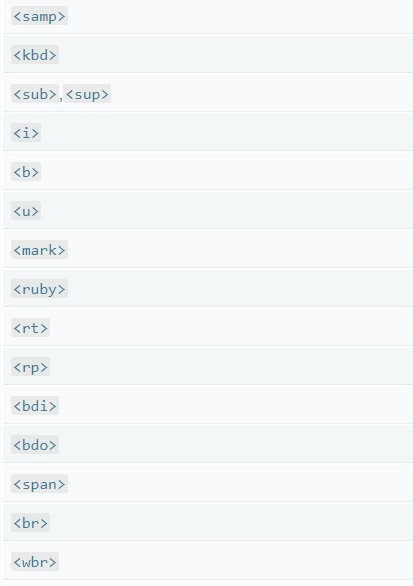 <samp>
<kbd>
<sub>,<sup>
<i>
<b>
<u>
<mark>
<ruby>
<rt>
<rp>
<bdi>
<bdo>
<span>
<br>
<wbr>